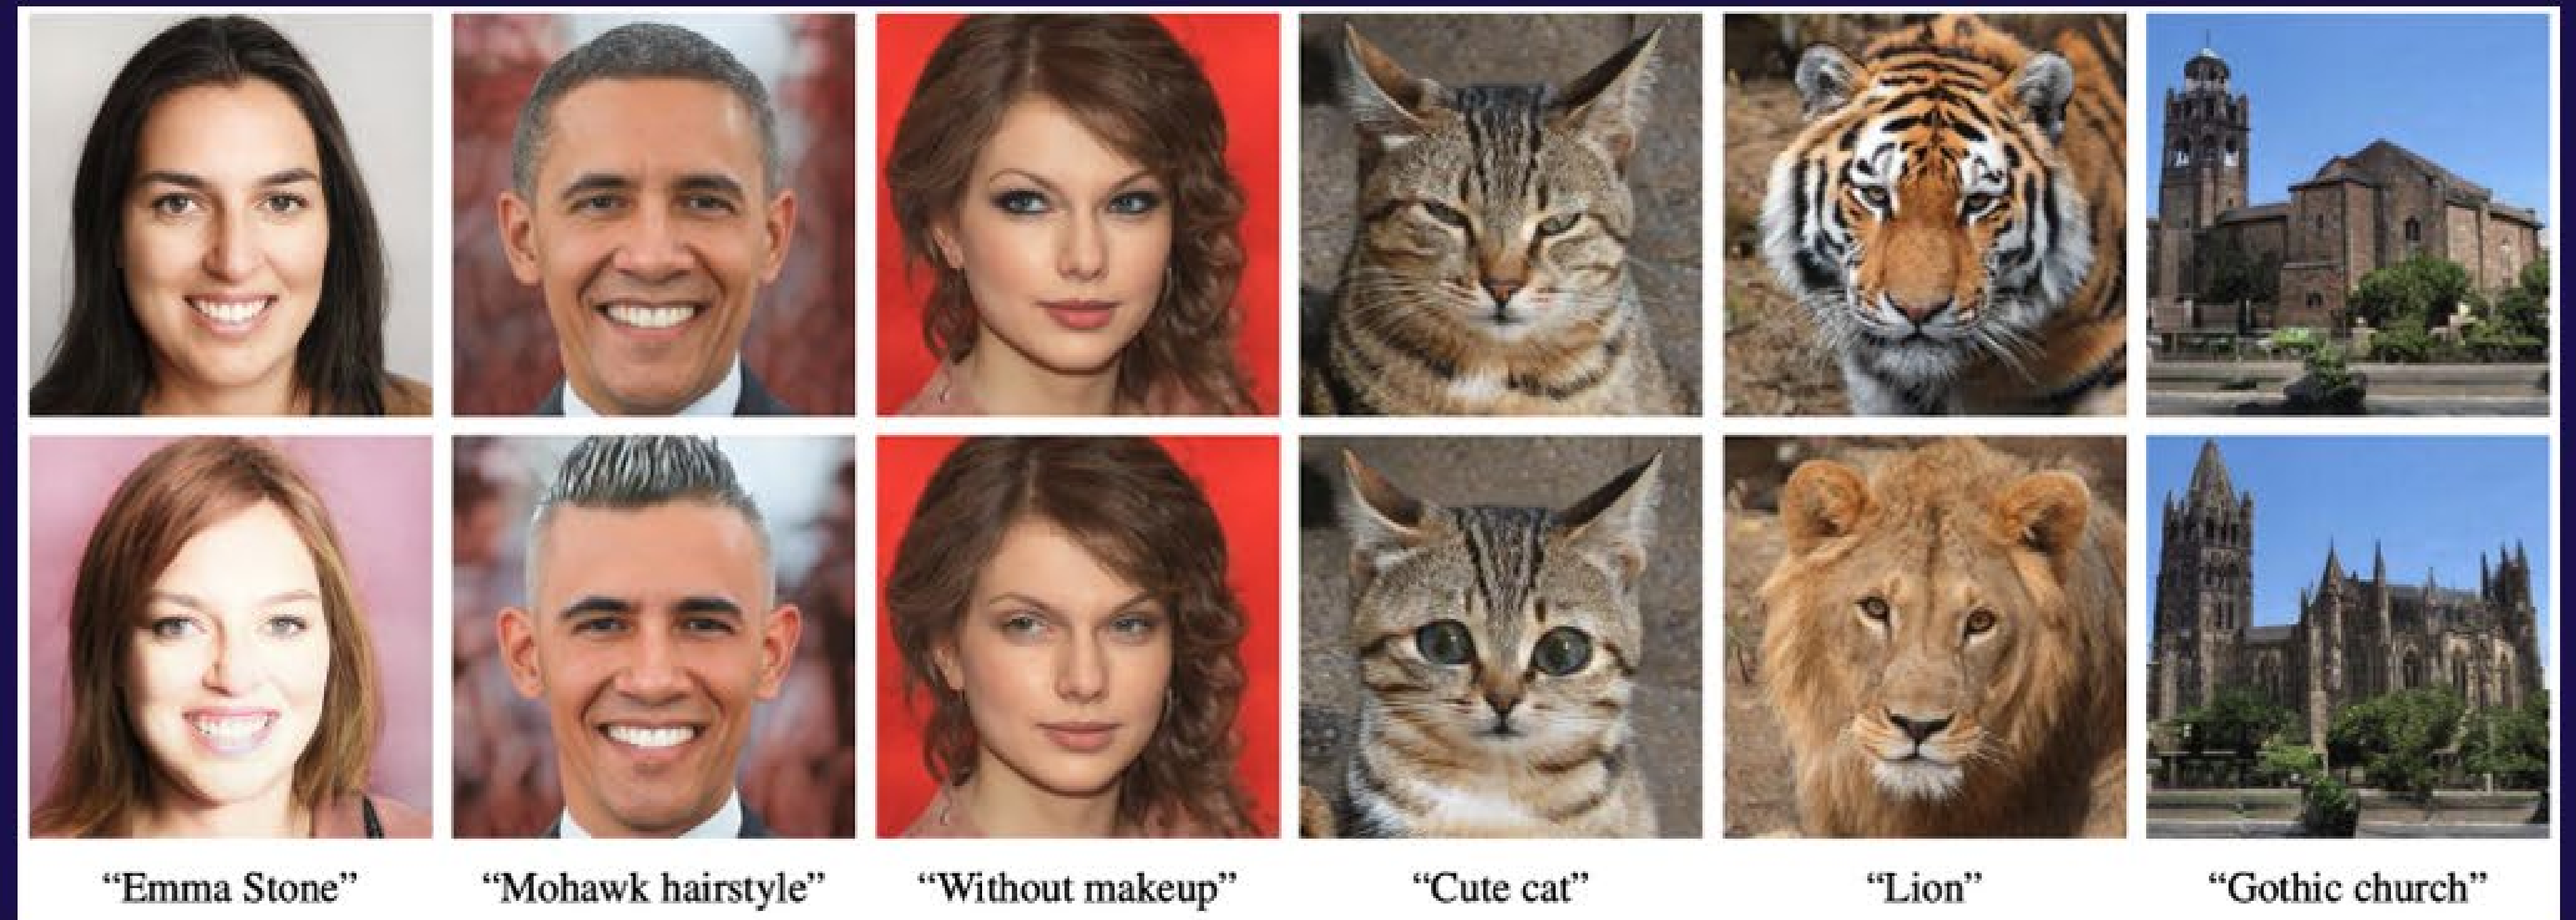 “Emma Stone” “Mohawk hairstyle” “Without makeup” “Cute cat” “Lion” “Gothic church”